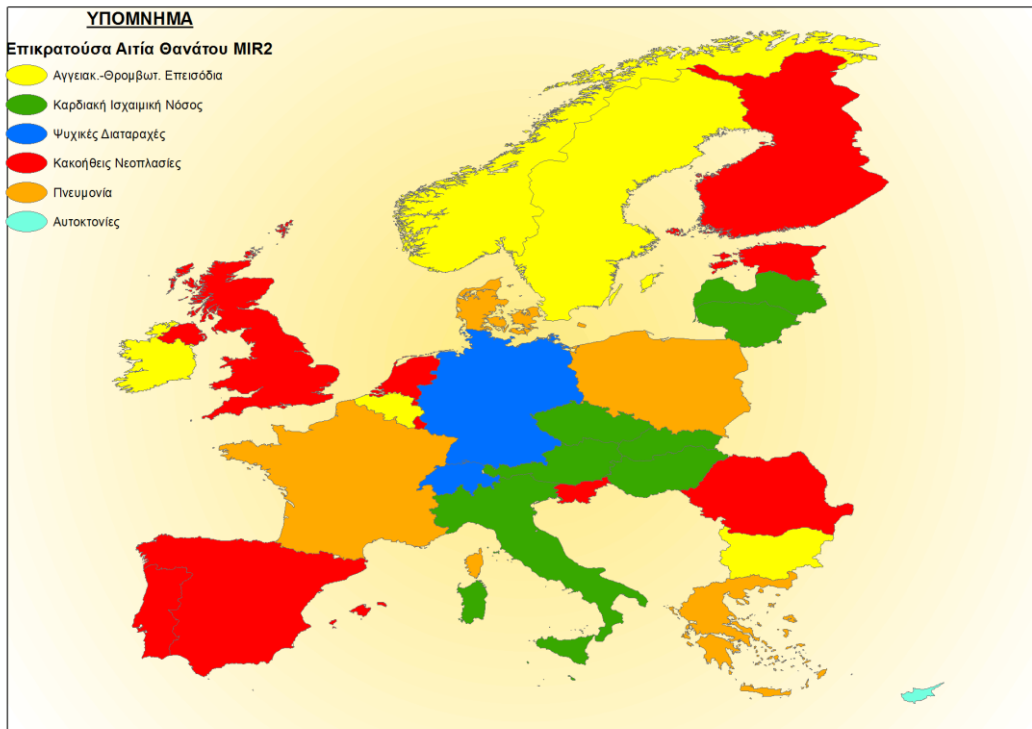 ΥΠΟΜΝΗΜΑ
Επικρατούσα Αιτία Θανάτου MIR2
Αγγειακ.-Θρομβωτ. Επεισόδια
Καρδιακή Ισχαιμική Νόσος
Ψυχικές Διαταραχές
Κακοήθεις Νεοπλασίες
Πνευμονία
Αυτοκτονίες